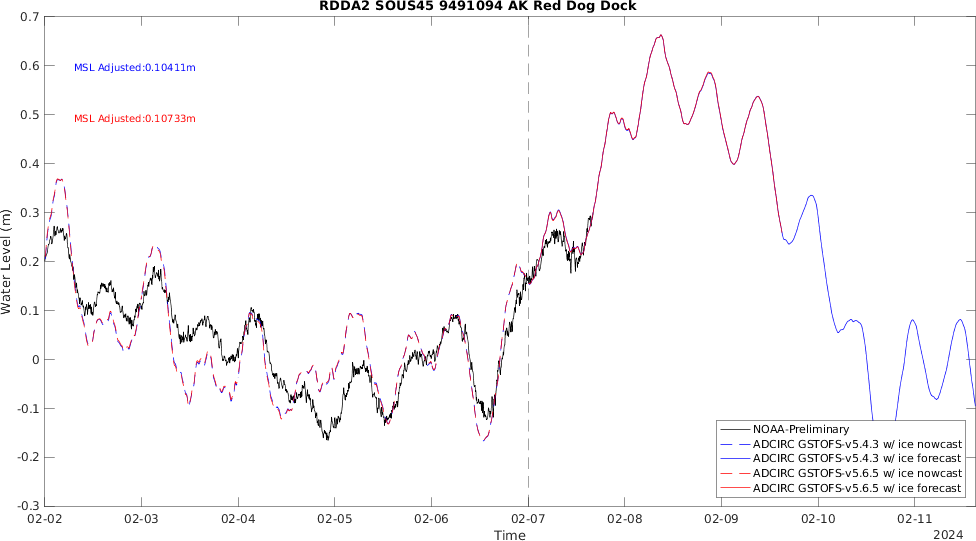 RDDA2 SOUS45 9491094 AK Red Dog Dock
0.7
0.6
0.5
0.4
0.3
0.2
0.1
0
-0.1
-0.2
-0.3
Water Level (m)
MSL Adjusted:0.10411m
MSL Adjusted:0.10733m
NOAA-Preliminary
ADCIRC GSTOFS-v5.4.3 w/ ice nowcast
ADCIRC GSTOFS-v5.4.3 w/ ice forecast
ADCIRC GSTOFS-v5.6.5 w/ ice nowcast
ADCIRC GSTOFS-v5.6.5 w/ ice forecast
02-02 02-03 02-04 02-05 02-06 02-07 02-08 02-09 02-10 02-11
Time
2024